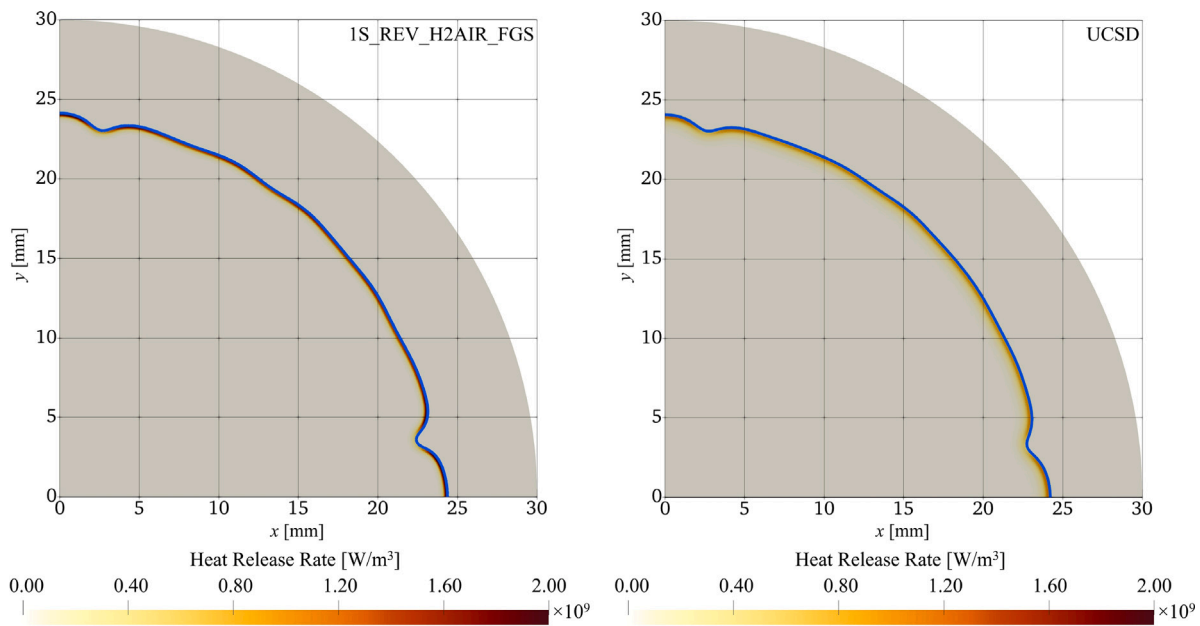 1S_REV_H2AIR_FGS
30
25
20
15
10
5
0
y [mm]
0 5 10 15 20 25 30
x [mm]
Heat Release Rate [W/m³]
0.00 0.40 0.80 1.20 1.60 2.00
×10⁹
UCSD
30
25
20
15
10
5
0
y [mm]
0 5 10 15 20 25 30
x [mm]
Heat Release Rate [W/m³]
0.00 0.40 0.80 1.20 1.60 2.00
×10⁹